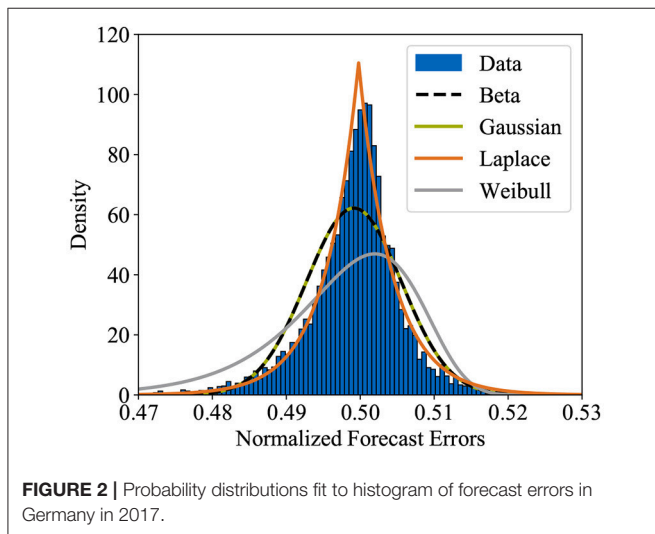 120
100
80
60
40
20
0
Density
Data
Beta
Gaussian
Laplace
Weibull
0.47 0.48 0.49 0.50 0.51 0.52 0.53
Normalized Forecast Errors
FIGURE 2 | Probability distributions fit to histogram of forecast errors in
Germany in 2017.